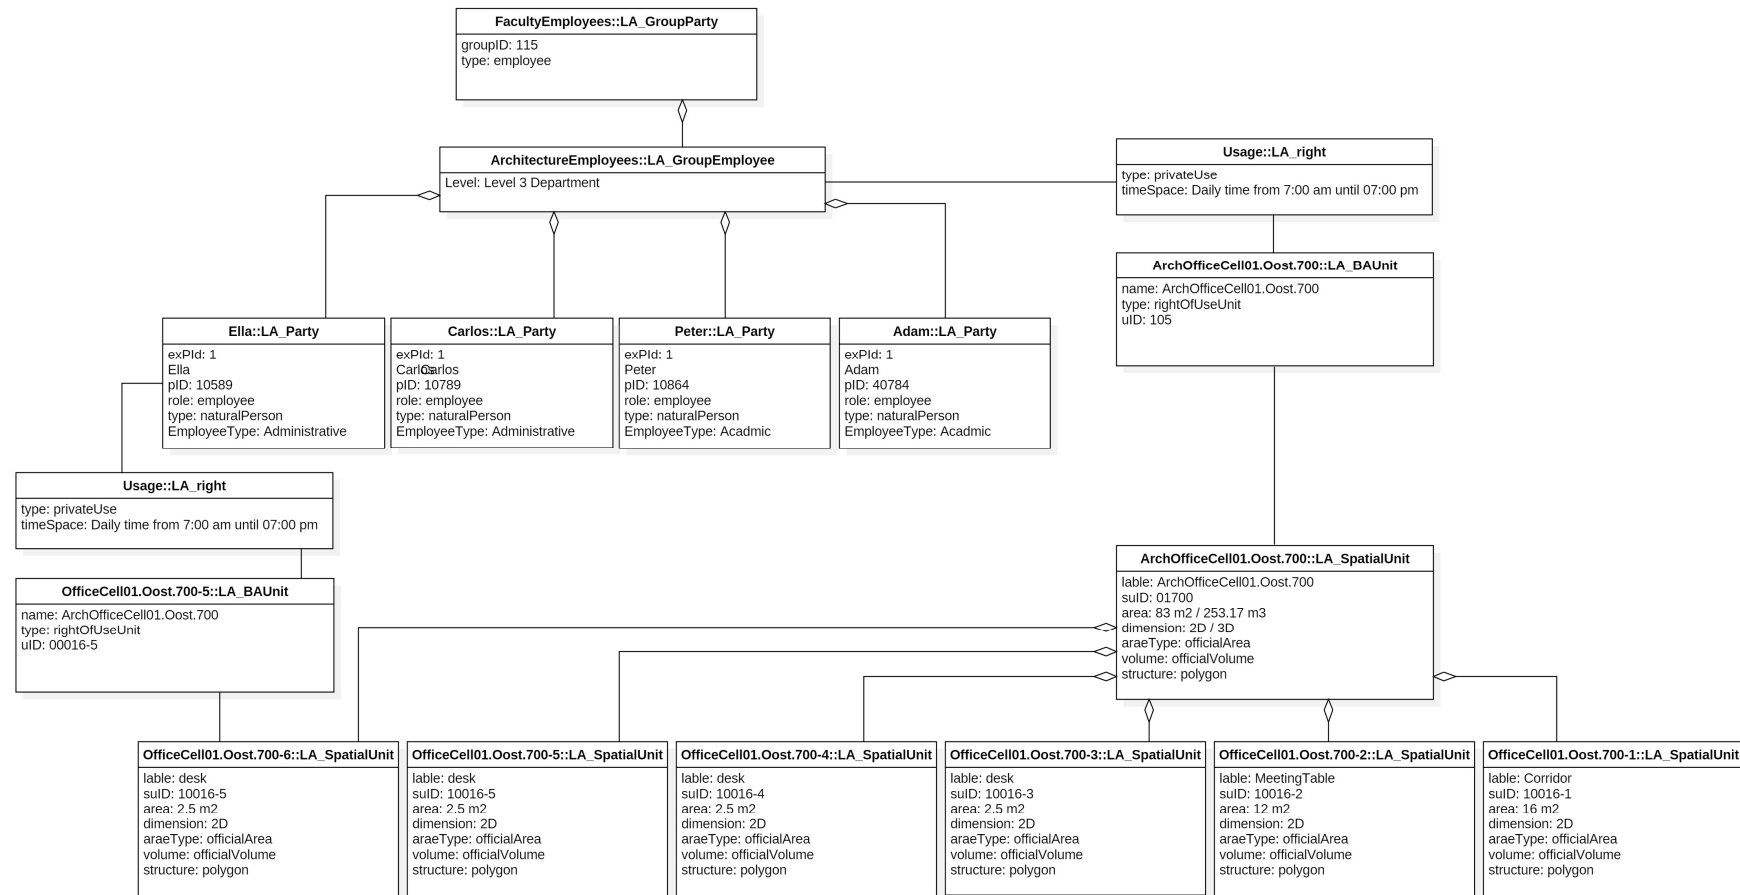 FacultyEmployees::LA_GroupParty
groupID: 115
type: employee
ArchitectureEmployees::LA_GroupEmployee
Level: Level 3 Department
Usage::LA_right
type: privateUse
timeSpace: Daily time from 7:00 am until 07:00 pm
ArchOfficeCell01.Oost.700::LA_BAUnit
name: ArchOfficeCell01.Oost.700
type: rightOfUseUnit
uID: 105
Ella::LA_Party
exPId: 1
Ella
pID: 10589
role: employee
type: naturalPerson
EmployeeType: Administrative
Carlos::LA_Party
exPId: 1
Carlos
Carlos
pID: 10789
role: employee
type: naturalPerson
EmployeeType: Administrative
Peter::LA_Party
exPId: 1
Peter
pID: 10864
role: employee
type: naturalPerson
EmployeeType: Acadmic
Adam::LA_Party
exPId: 1
Adam
pID: 40784
role: employee
type: naturalPerson
EmployeeType: Acadmic
Usage::LA_right
type: privateUse
timeSpace: Daily time from 7:00 am until 07:00 pm
OfficeCell01.Oost.700-5::LA_BAUnit
name: ArchOfficeCell01.Oost.700
type: rightOfUseUnit
uID: 00016-5
ArchOfficeCell01.Oost.700::LA_SpatialUnit
lable: ArchOfficeCell01.Oost.700
suID: 01700
area: 83 m2 / 253.17 m3
dimension: 2D / 3D
araeType: officialArea
volume: officialVolume
structure: polygon
OfficeCell01.Oost.700-6::LA_SpatialUnit
lable: desk
suID: 10016-5
area: 2.5 m2
dimension: 2D
araeType: officialArea
volume: officialVolume
structure: polygon
OfficeCell01.Oost.700-5::LA_SpatialUnit
lable: desk
suID: 10016-5
area: 2.5 m2
dimension: 2D
araeType: officialArea
volume: officialVolume
structure: polygon
OfficeCell01.Oost.700-4::LA_SpatialUnit
lable: desk
suID: 10016-4
area: 2.5 m2
dimension: 2D
araeType: officialArea
volume: officialVolume
structure: polygon
OfficeCell01.Oost.700-3::LA_SpatialUnit
lable: desk
suID: 10016-3
area: 2.5 m2
dimension: 2D
araeType: officialArea
volume: officialVolume
structure: polygon
OfficeCell01.Oost.700-2::LA_SpatialUnit
lable: MeetingTable
suID: 10016-2
area: 12 m2
dimension: 2D
araeType: officialArea
volume: officialVolume
structure: polygon
OfficeCell01.Oost.700-1::LA_SpatialUnit
lable: Corridor
suID: 10016-1
area: 16 m2
dimension: 2D
araeType: officialArea
volume: officialVolume
structure: polygon